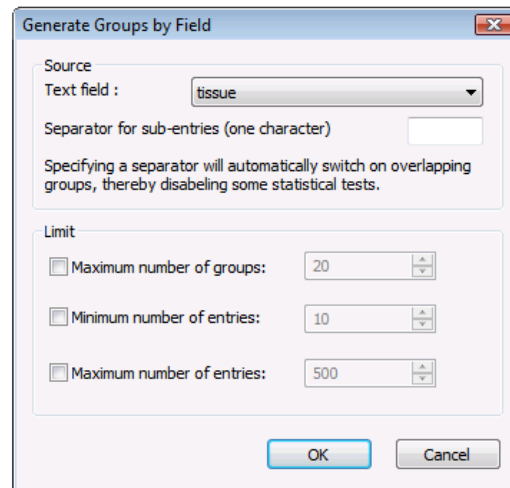 Generate Groups by Field
Source
Text field :
tissue
Separator for sub-entries (one character)
Specifying a separator will automatically switch on overlapping
groups, thereby disabeling some statistical tests.
Limit
Maximum number of groups:
20
Minimum number of entries:
10
Maximum number of entries:
500
OK
Cancel